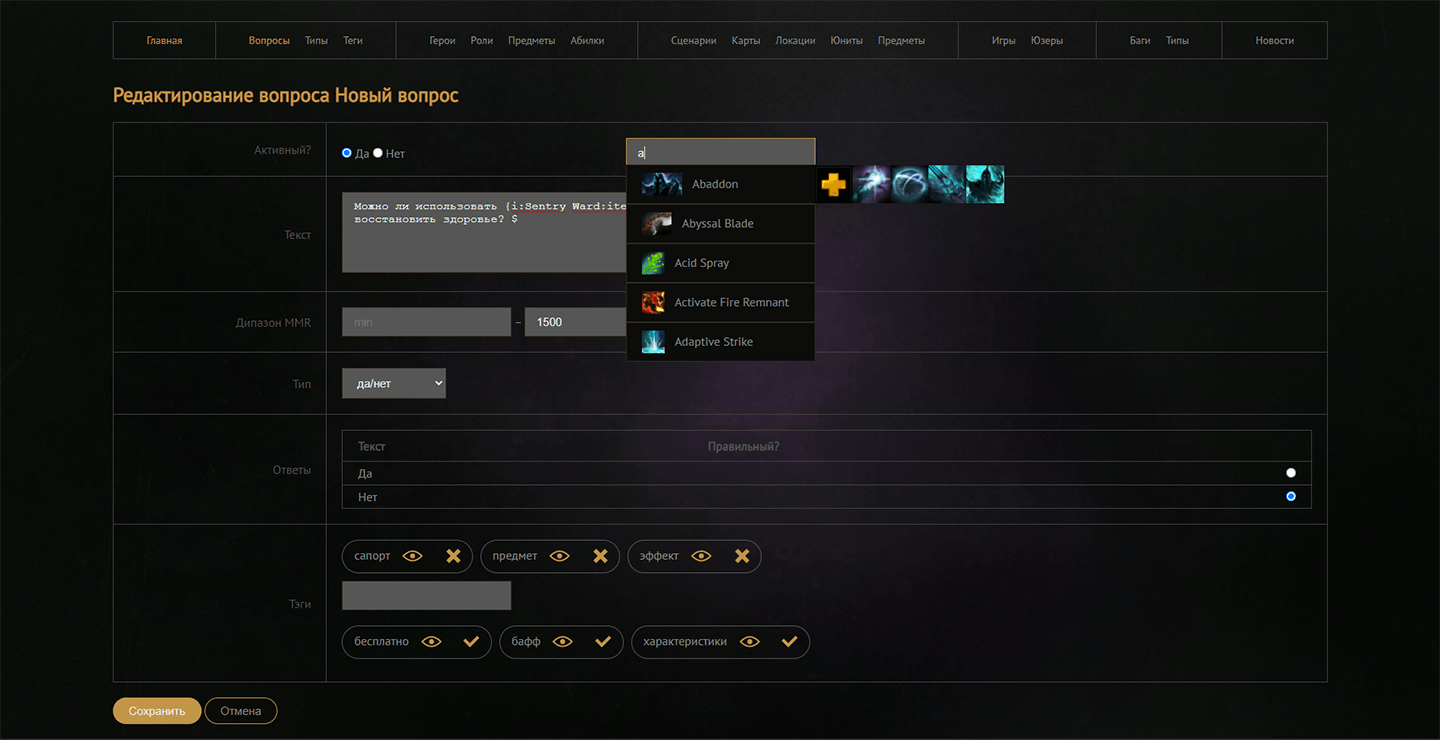 Главная Вопросы Типы Теги Герои Роли Предметы Абилки Сценарии Карты Локации Юниты Предметы Игры Юзеры Баги Типы Новости
Редактирование вопроса Новый вопрос
Активный? Да Нет
a
Abaddon
Abyssal Blade
Acid Spray
Activate Fire Remnant
Adaptive Strike
Текст
Можно ли использовать {i:Sentry Ward:ite
восстановить здоровье? $
Дипазон MMR min – 1500
Тип да/нет
Ответы
Текст Правильный?
Да
Нет
Тэги
сапорт предмет эффект
бесплатно бафф характеристики
Сохранить Отмена